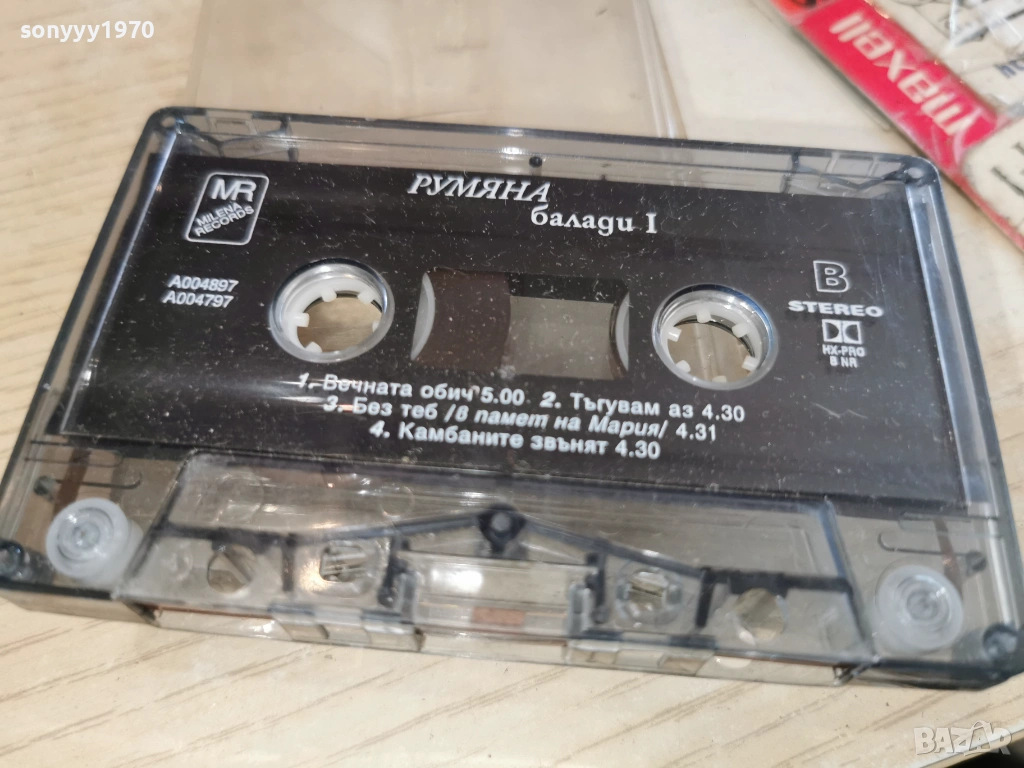 sonyyy1970
maxell
MR
MILENA
RECORDS
РУМЯНА
балади I
A004897
A004797
B
STEREO
HX-PRO
B NR
1. Вечната обич 5.00 2. Тъгувам аз 4.30
3. Без теб /в памет на Мария/ 4.31
4. Камбаните звънят 4.30
BAZAR